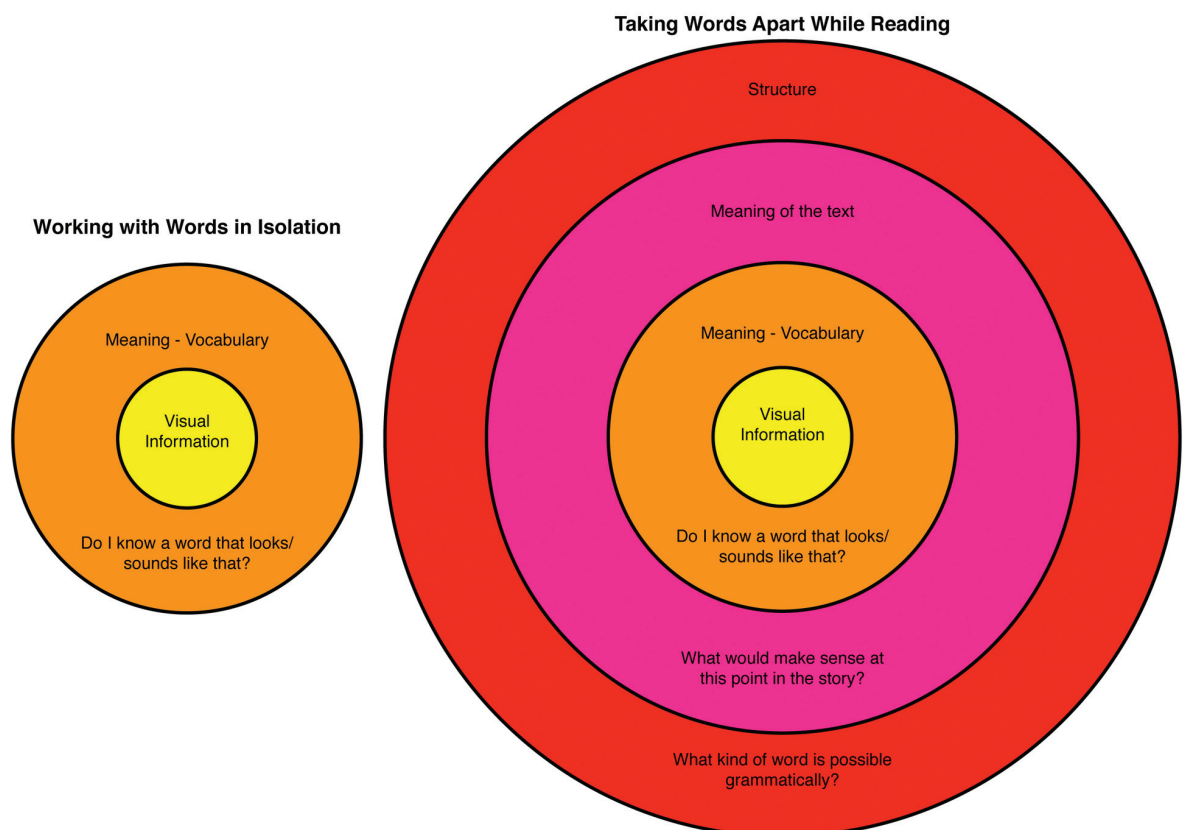 Taking Words Apart While Reading
Structure
Meaning of the text
Working with Words in Isolation
Meaning - Vocabulary
Visual
Information
Do I know a word that looks/
sounds like that?
Meaning - Vocabulary
Visual
Information
Do I know a word that looks/
sounds like that?
What would make sense at
this point in the story?
What kind of word is possible
grammatically?